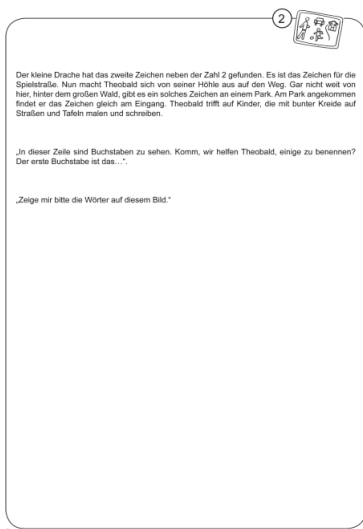 2
Der kleine Drache hat das zweite Zeichen neben der Zahl 2 gefunden. Es ist das Zeichen für die
Spielstraße. Nun macht Theobald sich von seiner Höhle aus auf den Weg. Gar nicht weit von
hier, hinter dem großen Wald, gibt es ein solches Zeichen an einem Park. Am Park angekommen
findet er das Zeichen gleich am Eingang. Theobald trifft auf Kinder, die mit bunter Kreide auf
Straßen und Tafeln malen und schreiben.
„In dieser Zeile sind Buchstaben zu sehen. Komm, wir helfen Theobald, einige zu benennen?
Der erste Buchstabe ist das…“.
„Zeige mir bitte die Wörter auf diesem Bild.“